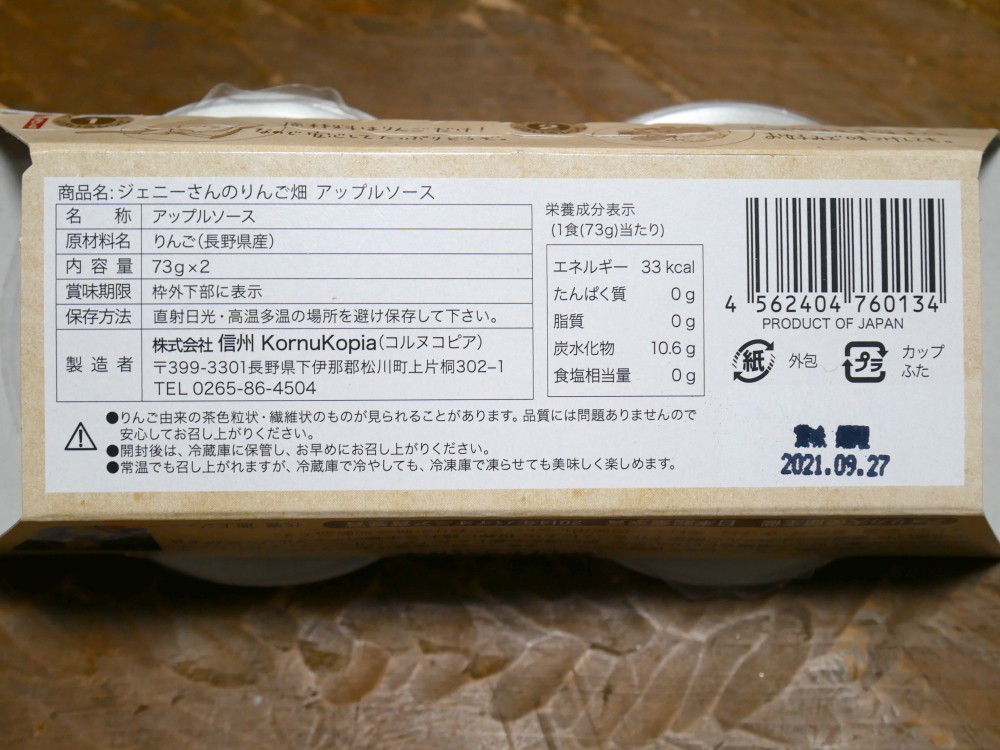 商品名: ジェニーさんのりんご畑 アップルソース
名称 アップルソース
原材料名 りんご(長野県産)
内容量 73g×2
賞味期限 枠外下部に表示
保存方法 直射日光・高温多湿の場所を避け保存して下さい。
製造者 株式会社 信州 KornuKopia(コルヌコピア)
〒399-3301長野県下伊那郡松川町上片桐302-1
TEL 0265-86-4504
●りんご由来の茶色粒状・繊維状のものが見られることがあります。品質には問題ありませんので
安心してお召し上がりください。
●開封後は、冷蔵庫に保管し、お早めにお召し上がりください。
●常温でも召し上がれますが、冷蔵庫で冷やしても、冷凍庫で凍らせても美味しく楽しめます。
栄養成分表示
(1食(73g)当たり)
エネルギー 33 kcal
たんぱく質 0 g
脂質 0 g
炭水化物 10.6 g
食塩相当量 0 g
4 562404 760134
PRODUCT OF JAPAN
紙 外包
プラ カップ
ふた
賞味期限
2021.09.27